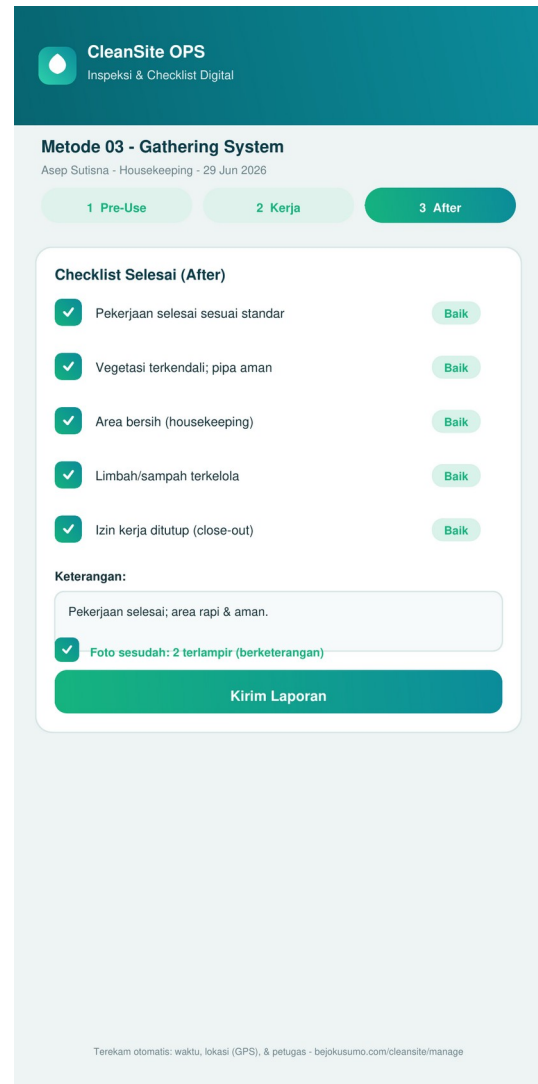 CleanSite OPS
Inspeksi & Checklist Digital
Metode 03 - Gathering System
Asep Sutisna - Housekeeping - 29 Jun 2026
1 Pre-Use
2 Kerja
3 After
Checklist Selesai (After)
Pekerjaan selesai sesuai standar Baik
Vegetasi terkendali; pipa aman Baik
Area bersih (housekeeping) Baik
Limbah/sampah terkelola Baik
Izin kerja ditutup (close-out) Baik
Keterangan:
Pekerjaan selesai; area rapi & aman.
Foto sesudah: 2 terlampir (berketerangan)
Kirim Laporan
Terekam otomatis: waktu, lokasi (GPS), & petugas - bejokusumo.com/cleansite/manage